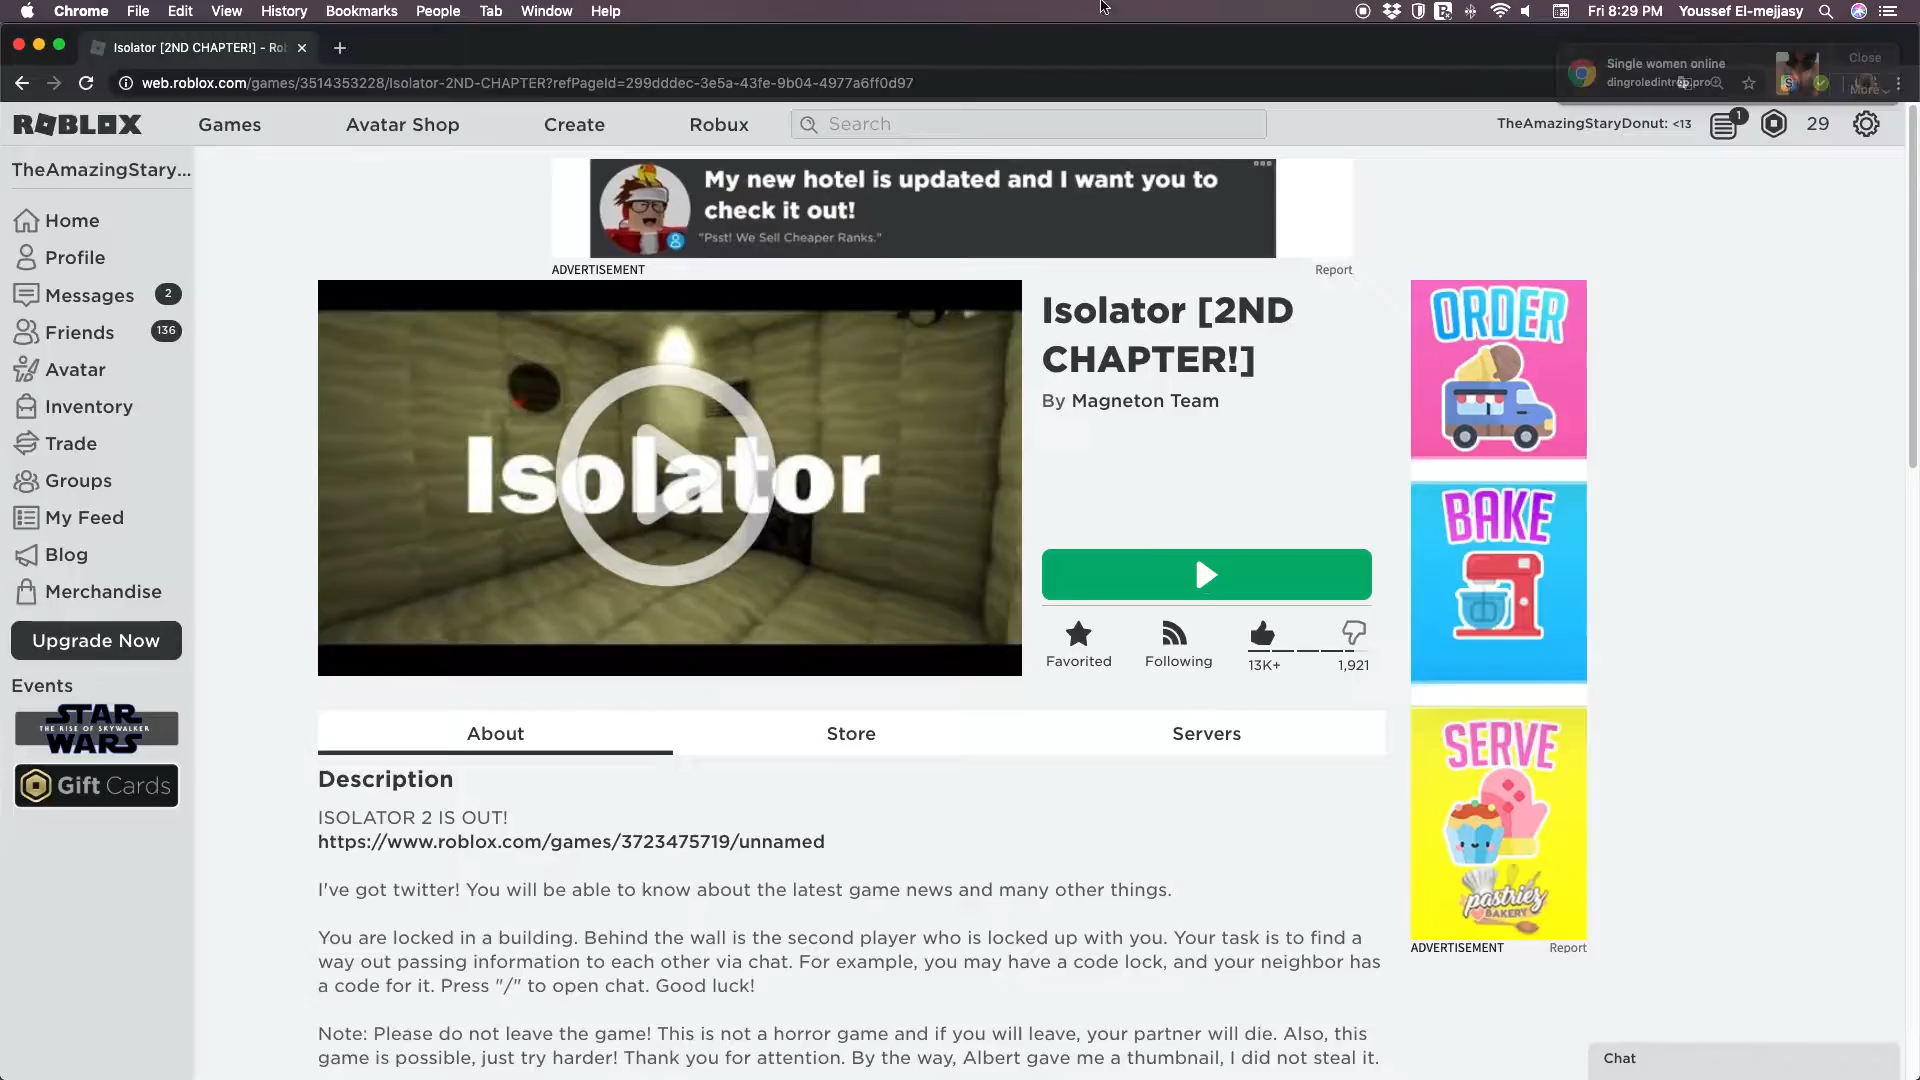 Chrome File Edit View History Bookmarks People Tab Window Help
Fri 8:29 PM Youssef El-mejjasy
Isolator [2ND CHAPTER!] - Ro
web.roblox.com/games/3514353228/Isolator-2ND-CHAPTER?refPageId=299dddec-3e5a-43fe-9b04-4977a6ff0d97
Single women online
Close
More
ROBLOX Games Avatar Shop Create Robux Search TheAmazingStaryDonut: <13 1 29
TheAmazingStary...
Home
Profile
Messages 2
Friends 136
Avatar
Inventory
Trade
Groups
My Feed
Blog
Merchandise
Upgrade Now
Events
STAR
THE RISE OF SKYWALKER
WARS
Gift Cards
My new hotel is updated and I want you to
check it out!
"Psst! We Sell Cheaper Ranks."
ADVERTISEMENT Report
Isolator
Isolator [2ND
CHAPTER!]
By Magneton Team
Favorited Following 13K+ 1,921
About Store Servers
Description
ISOLATOR 2 IS OUT!
https://www.roblox.com/games/3723475719/unnamed
I've got twitter! You will be able to know about the latest game news and many other things.
You are locked in a building. Behind the wall is the second player who is locked up with you. Your task is to find a
way out passing information to each other via chat. For example, you may have a code lock, and your neighbor has
a code for it. Press "/" to open chat. Good luck!
Note: Please do not leave the game! This is not a horror game and if you will leave, your partner will die. Also, this
game is possible, just try harder! Thank you for attention. By the way, Albert gave me a thumbnail, I did not steal it.
ORDER
BAKE
SERVE
pastriez
BAKERY
ADVERTISEMENT Report
Chat